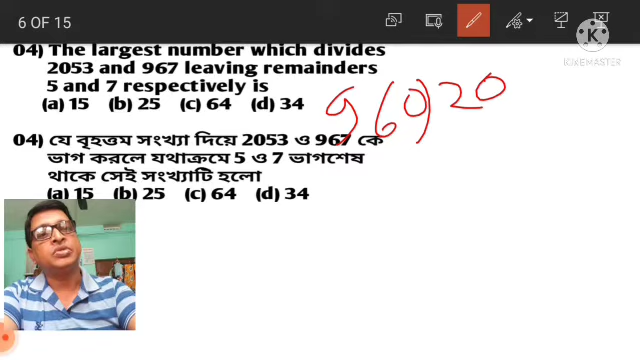 6 OF 15
04) The largest number which divides
2053 and 967 leaving remainders
5 and 7 respectively is
(a) 15 (b) 25 (c) 64 (d) 34
960)20
04) যে বৃহত্তম সংখ্যা দিয়ে 2053 ও 967 কে
ভাগ করলে যথাক্রমে 5 ও 7 ভাগশেষ
থাকে সেই সংখ্যাটি হলো
(a) 15 (b) 25 (c) 64 (d) 34
K
KINEMASTER